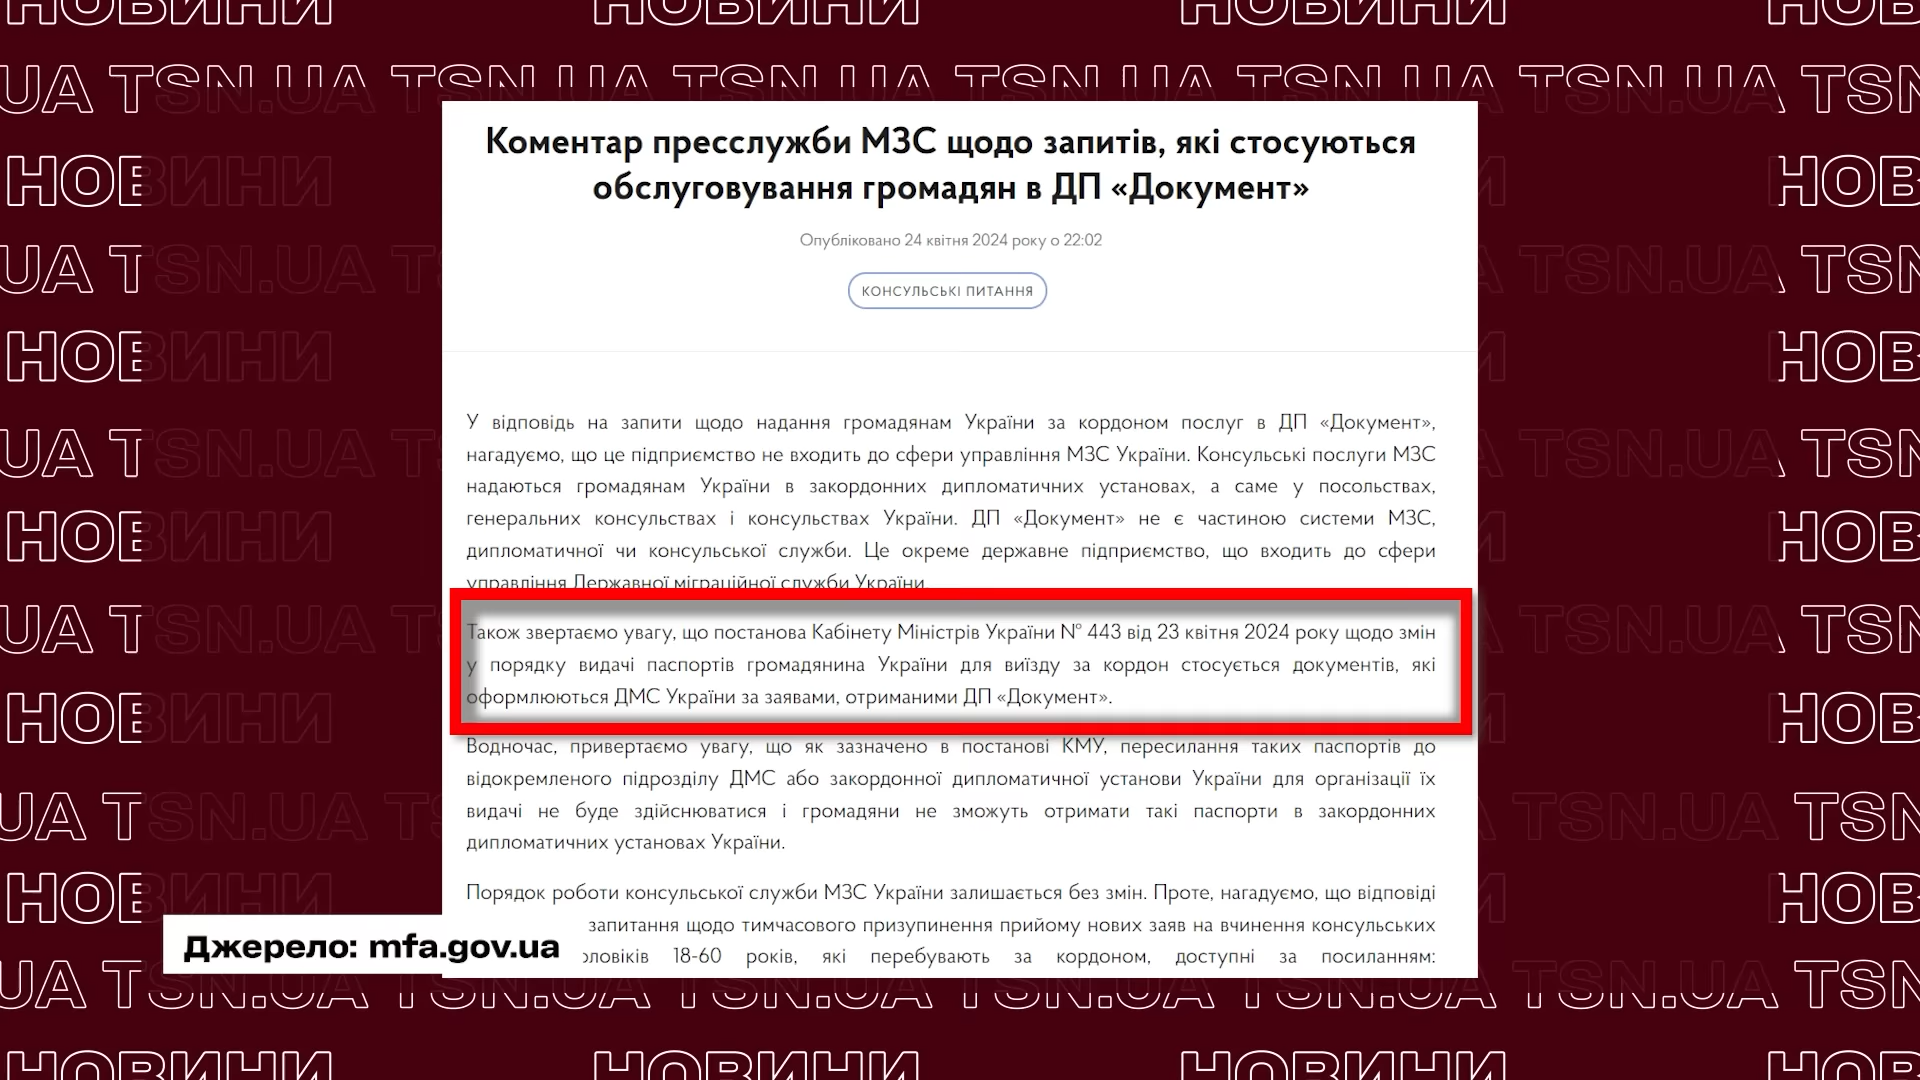 НОВИНИ НОВИНИ НОВИНИ
UA TSN.UA TSN.UA TSN.UA TSN.UA TSN.UA TSN.UA TSN
Коментар пресслужби МЗС щодо запитів, які стосуються
обслуговування громадян в ДП «Документ»
Опубліковано 24 квітня 2024 року о 22:02
КОНСУЛЬСЬКІ ПИТАННЯ
У відповідь на запити щодо надання громадянам України за кордоном послуг в ДП «Документ»,
нагадуємо, що це підприємство не входить до сфери управління МЗС України. Консульські послуги МЗС
надаються громадянам України в закордонних дипломатичних установах, а саме у посольствах,
генеральних консульствах і консульствах України. ДП «Документ» не є частиною системи МЗС,
дипломатичної чи консульської служби. Це окреме державне підприємство, що входить до сфери
управління Державної міграційної служби України.
Також звертаємо увагу, що постанова Кабінету Міністрів України № 443 від 23 квітня 2024 року щодо змін
у порядку видачі паспортів громадянина України для виїзду за кордон стосується документів, які
оформлюються ДМС України за заявами, отриманими ДП «Документ».
Водночас, привертаємо увагу, що як зазначено в постанові КМУ, пересилання таких паспортів до
відокремленого підрозділу ДМС або закордонної дипломатичної установи України для організації їх
видачі не буде здійснюватися і громадяни не зможуть отримати такі паспорти в закордонних
дипломатичних установах України.
Порядок роботи консульської служби МЗС України залишається без змін. Проте, нагадуємо, що відповіді
запитання щодо тимчасового призупинення прийому нових заяв на вчинення консульських
18-60 років, які перебувають за кордоном, доступні за посиланням:
Джерело: mfa.gov.ua